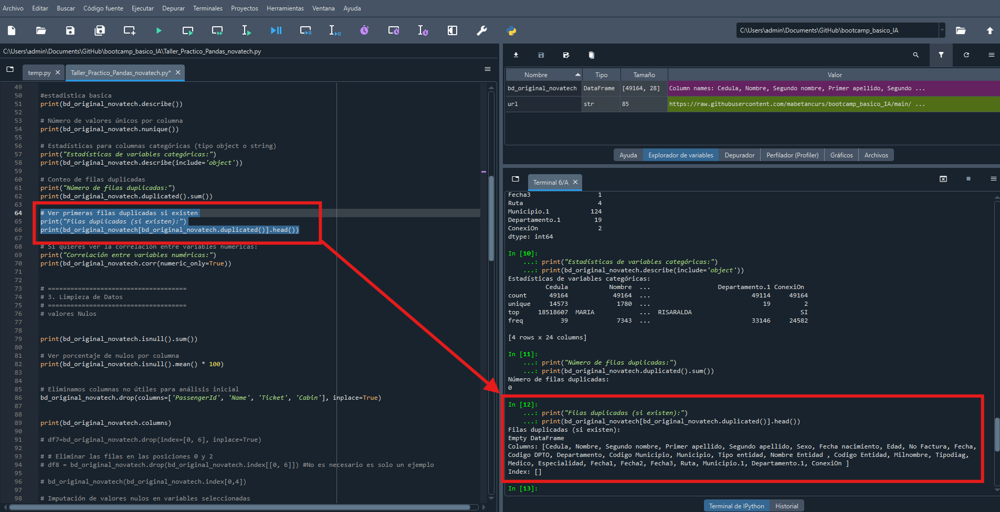 Archivo Editar Buscar Código fuente Ejecutar Depurar Terminales Proyectos Herramientas Ventana Ayuda
C:\Users\admin\Documents\GitHub\bootcamp_basico_IA
C:\Users\admin\Documents\GitHub\bootcamp_basico_IA\Taller_Practico_Pandas_novatech.py
temp.py Taller_Practico_Pandas_novatech.py*
49
50 #estadistica basica
51 print(bd_original_novatech.describe())
52
53 # Número de valores únicos por columna
54 print(bd_original_novatech.nunique())
55
56 # Estadísticas para columnas categóricas (tipo object o string)
57 print("Estadísticas de variables categóricas:")
58 print(bd_original_novatech.describe(include='object'))
59
60 # Conteo de filas duplicadas
61 print("Número de filas duplicadas:")
62 print(bd_original_novatech.duplicated().sum())
63
64 # Ver primeras filas duplicadas si existen
65 print("Filas duplicadas (si existen):")
66 print(bd_original_novatech[bd_original_novatech.duplicated()].head())
67
68 # Si quieres ver la correlación entre variables numéricas:
69 print("Correlación entre variables numéricas:")
70 print(bd_original_novatech.corr(numeric_only=True))
71
72
73 # =====================================
74 # 3. Limpieza de Datos
75 # =====================================
76 # valores Nulos
77
78
79 print(bd_original_novatech.isnull().sum())
80
81 # Ver porcentaje de nulos por columna
82 print(bd_original_novatech.isnull().mean() * 100)
83
84
85 # Eliminamos columnas no útiles para análisis inicial
86 bd_original_novatech.drop(columns=['PassengerId', 'Name', 'Ticket', 'Cabin'], inplace=True)
87
88
89 print(bd_original_novatech.columns)
90
91 # df7=bd_original_novatech.drop(index=[0, 6], inplace=True)
92
93 # # Eliminar las filas en las posiciones 0 y 2
94 # df8 = bd_original_novatech.drop(bd_original_novatech.index[[0, 6]]) #No es necesario es solo un ejemplo
95
96 # bd_original_novatech(bd_original_novatech.index[0,4])
97
98 # Imputación de valores nulos en variables seleccionadas
Nombre Tipo Tamaño Valor
bd_original_novatech DataFrame [49164, 28] Column names: Cedula, Nombre, Segundo nombre, Primer apellido, Segundo ...
url str 85 https://raw.githubusercontent.com/mabetancurs/bootcamp_basico_IA/main/ ...
Ayuda Explorador de variables Depurador Perfilador (Profiler) Gráficos Archivos
Terminal 6/A
Fecha3 1
Ruta 4
Municipio.1 124
Departamento.1 19
ConexiOn 2
dtype: int64
In [10]:
...: print("Estadísticas de variables categóricas:")
...: print(bd_original_novatech.describe(include='object'))
Estadísticas de variables categóricas:
Cedula Nombre ... Departamento.1 ConexiOn
count 49164 49164 ... 49114 49164
unique 14573 1780 ... 19 2
top 18518607 MARIA ... RISARALDA SI
freq 39 7343 ... 33146 24582
[4 rows x 24 columns]
In [11]:
...: print("Número de filas duplicadas:")
...: print(bd_original_novatech.duplicated().sum())
Número de filas duplicadas:
0
In [12]:
...: print("Filas duplicadas (si existen):")
...: print(bd_original_novatech[bd_original_novatech.duplicated()].head())
Filas duplicadas (si existen):
Empty DataFrame
Columns: [Cedula, Nombre, Segundo nombre, Primer apellido, Segundo apellido, Sexo, Fecha nacimiento, Edad, No Factura, Fecha,
Codigo DPTO, Departamento, Codigo Municipio, Municipio, Tipo entidad, Nombre Entidad , Codigo Entidad, Milnombre, Tipodiag,
Medico, Especialidad, Fecha1, Fecha2, Fecha3, Ruta, Municipio.1, Departamento.1, ConexiOn ]
Index: []
In [13]:
Terminal de IPython Historial